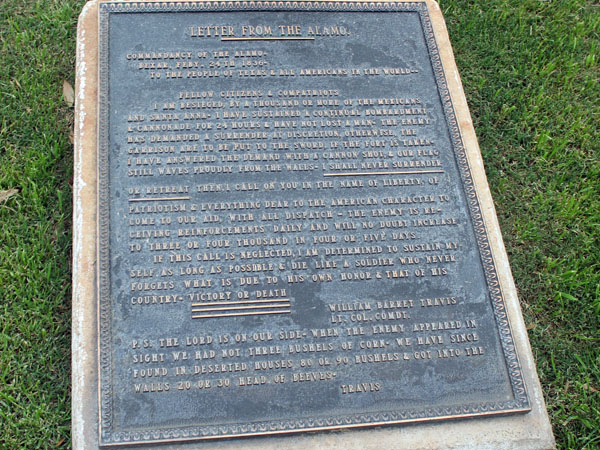 LETTER FROM THE ALAMO.
COMMANDANCY OF THE ALAMO-
BEJAR, FEBY. 24TH 1836-
TO THE PEOPLE OF TEXAS & ALL AMERICANS IN THE WORLD--
FELLOW CITIZENS & COMPATRIOTS
I AM BESIEGED, BY A THOUSAND OR MORE OF THE MEXICANS
AND SANTA ANNA- I HAVE SUSTAINED A CONTINUAL BOMBARDMENT
& CANNONADE FOR 24 HOURS & HAVE NOT LOST A MAN- THE ENEMY
HAS DEMANDED A SURRENDER AT DISCRETION, OTHERWISE, THE
GARRISON ARE TO BE PUT TO THE SWORD, IF THE FORT IS TAKEN-
I HAVE ANSWERED THE DEMAND WITH A CANNON SHOT, & OUR FLAG
STILL WAVES PROUDLY FROM THE WALLS- I SHALL NEVER SURRENDER
OR RETREAT THEN, I CALL ON YOU IN THE NAME OF LIBERTY, OF
PATRIOTISM & EVERYTHING DEAR TO THE AMERICAN CHARACTER TO
COME TO OUR AID, WITH ALL DISPATCH - THE ENEMY IS RE-
CEIVING REINFORCEMENTS DAILY AND WILL NO DOUBT INCREASE
TO THREE OR FOUR THOUSAND IN FOUR OR FIVE DAYS.
IF THIS CALL IS NEGLECTED, I AM DETERMINED TO SUSTAIN MY-
SELF AS LONG AS POSSIBLE & DIE LIKE A SOLDIER WHO NEVER
FORGETS WHAT IS DUE TO HIS OWN HONOR & THAT OF HIS
COUNTRY- VICTORY OR DEATH
WILLIAM BARRET TRAVIS
LT. COL. COMDT.
P.S. THE LORD IS ON OUR SIDE- WHEN THE ENEMY APPEARED IN
SIGHT WE HAD NOT THREE BUSHELS OF CORN- WE HAVE SINCE
FOUND IN DESERTED HOUSES 80 OR 90 BUSHELS & GOT INTO THE
WALLS 20 OR 30 HEAD OF BEEVES-
TRAVIS